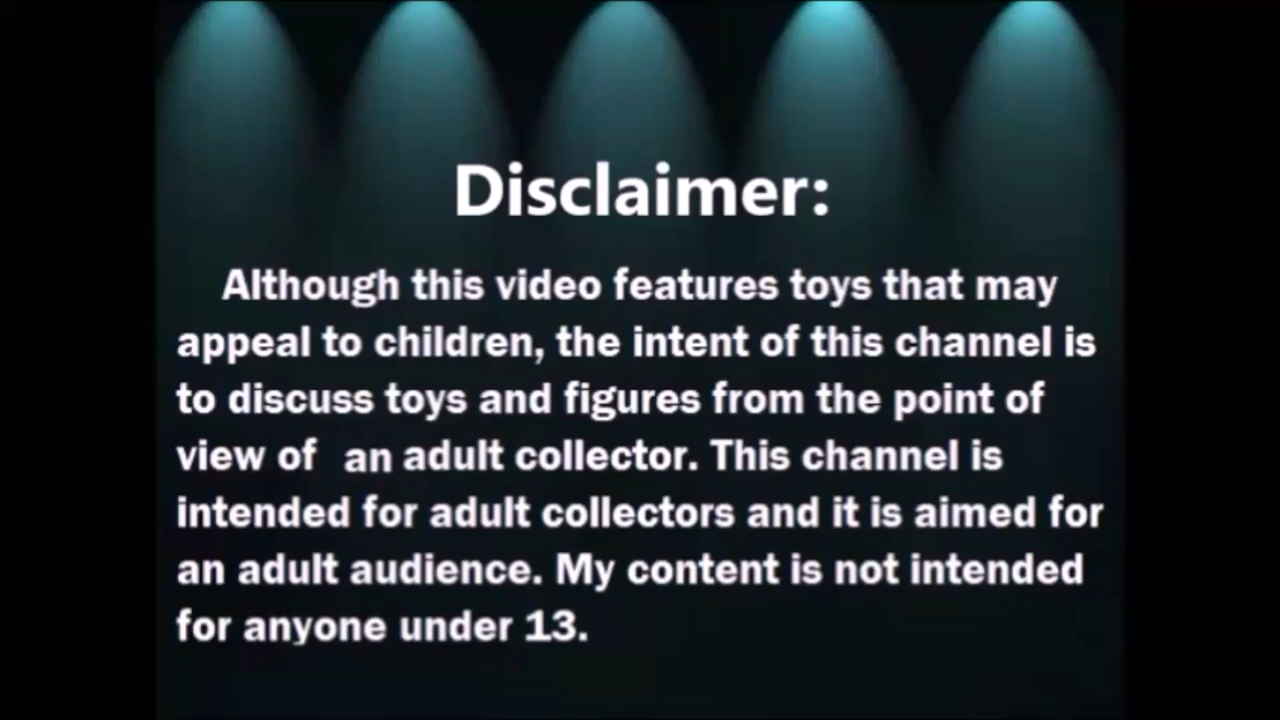 Disclaimer:
Although this video features toys that may
appeal to children, the intent of this channel is
to discuss toys and figures from the point of
view of an adult collector. This channel is
intended for adult collectors and it is aimed for
an adult audience. My content is not intended
for anyone under 13.